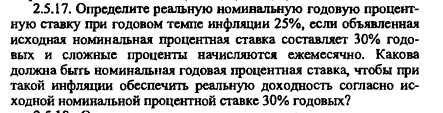 2.5.17. Определите реальную номинальную годовую процент-
ную ставку при годовом темпе инфляции 25%, если объявленная
исходная номинальная процентная ставка составляет 30% годо-
вых и сложные проценты начисляются ежемесячно. Какова
должна быть номинальная годовая процентная ставка, чтобы при
такой инфляции обеспечить реальную доходность согласно ис-
ходной номинальной процентной ставке 30% годовых?